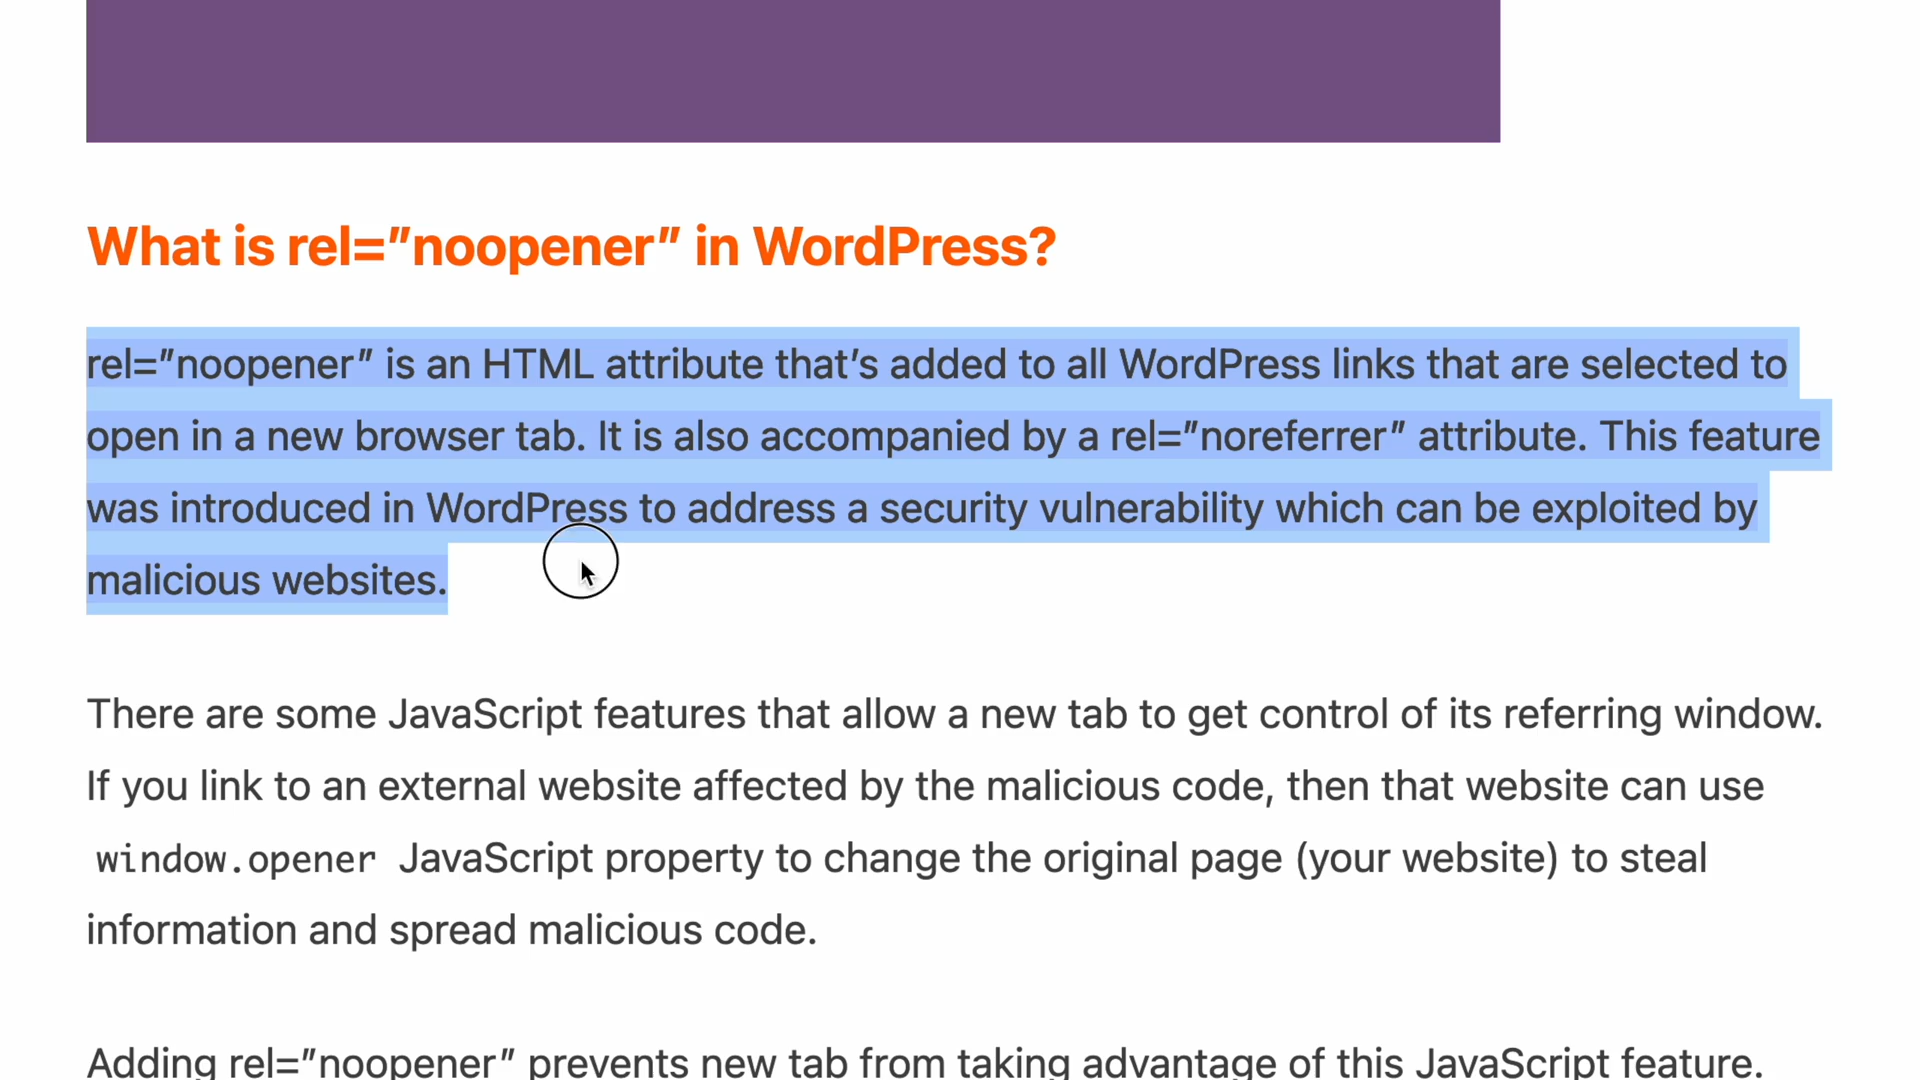 What is rel=”noopener” in WordPress?
rel=”noopener” is an HTML attribute that’s added to all WordPress links that are selected to
open in a new browser tab. It is also accompanied by a rel=”noreferrer” attribute. This feature
was introduced in WordPress to address a security vulnerability which can be exploited by
malicious websites.
There are some JavaScript features that allow a new tab to get control of its referring window.
If you link to an external website affected by the malicious code, then that website can use
window.opener JavaScript property to change the original page (your website) to steal
information and spread malicious code.
Adding rel=”noopener” prevents new tab from taking advantage of this JavaScript feature.